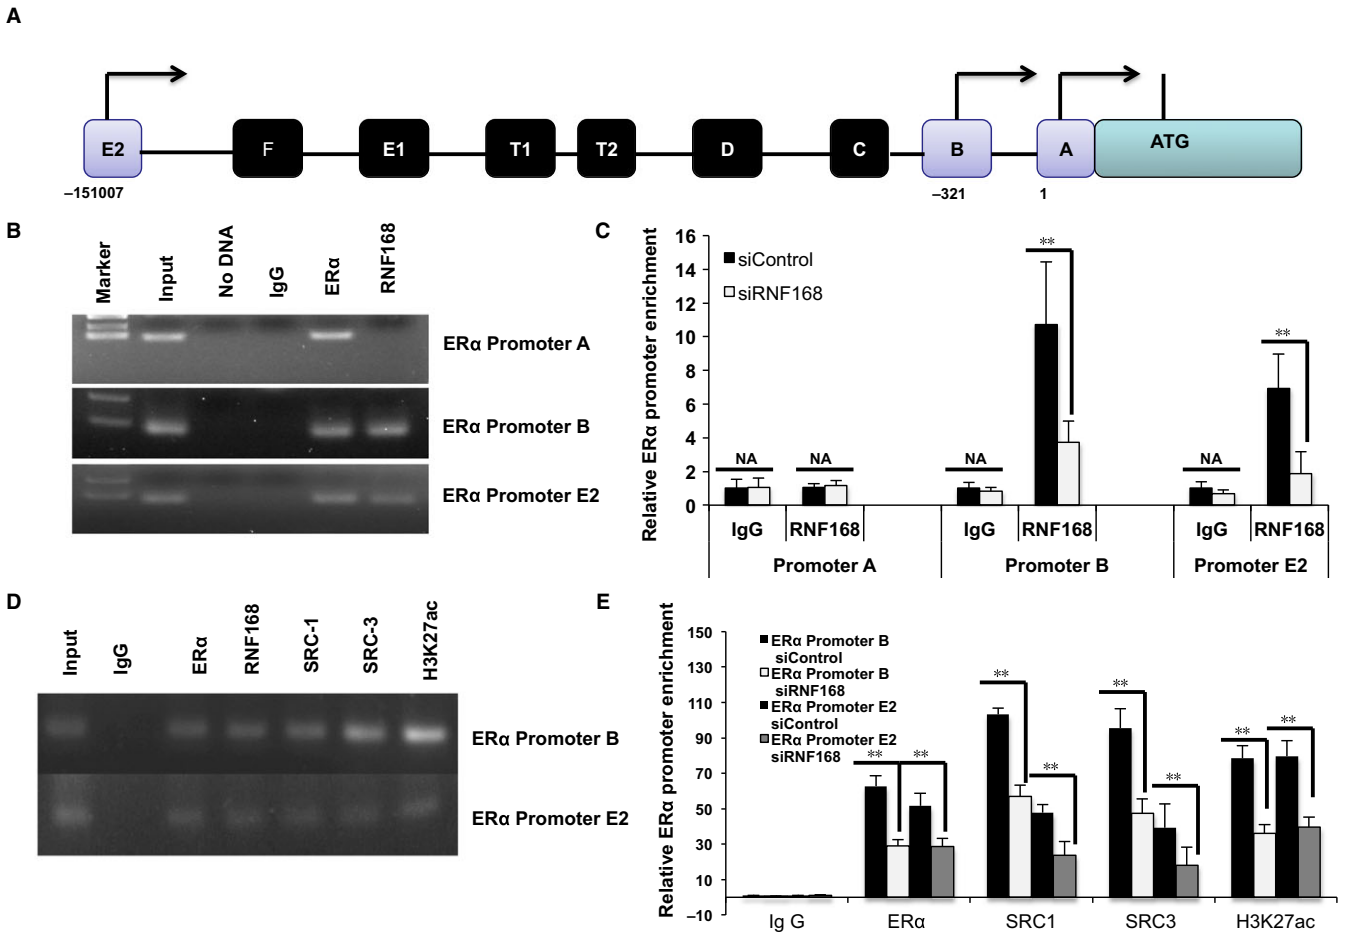 A
E2
F
E1
T1
T2
D
C
B
A
ATG
–151007
–321
1
B
Marker
Input
No DNA
IgG
ERα
RNF168
ERα Promoter A
ERα Promoter B
ERα Promoter E2
C
Relative ERα promoter enrichment
16
14
12
10
8
6
4
2
0
siControl
siRNF168
NA
NA
NA
**
NA
**
IgG
RNF168
IgG
RNF168
IgG
RNF168
Promoter A
Promoter B
Promoter E2
D
Input
IgG
ERα
RNF168
SRC-1
SRC-3
H3K27ac
ERα Promoter B
ERα Promoter E2
E
Relative ERα promoter enrichment
150
130
110
90
70
50
30
10
–10
ERα Promoter B
siControl
ERα Promoter B
siRNF168
ERα Promoter E2
siControl
ERα Promoter E2
siRNF168
**
**
**
**
**
**
**
**
Ig G
ERα
SRC1
SRC3
H3K27ac